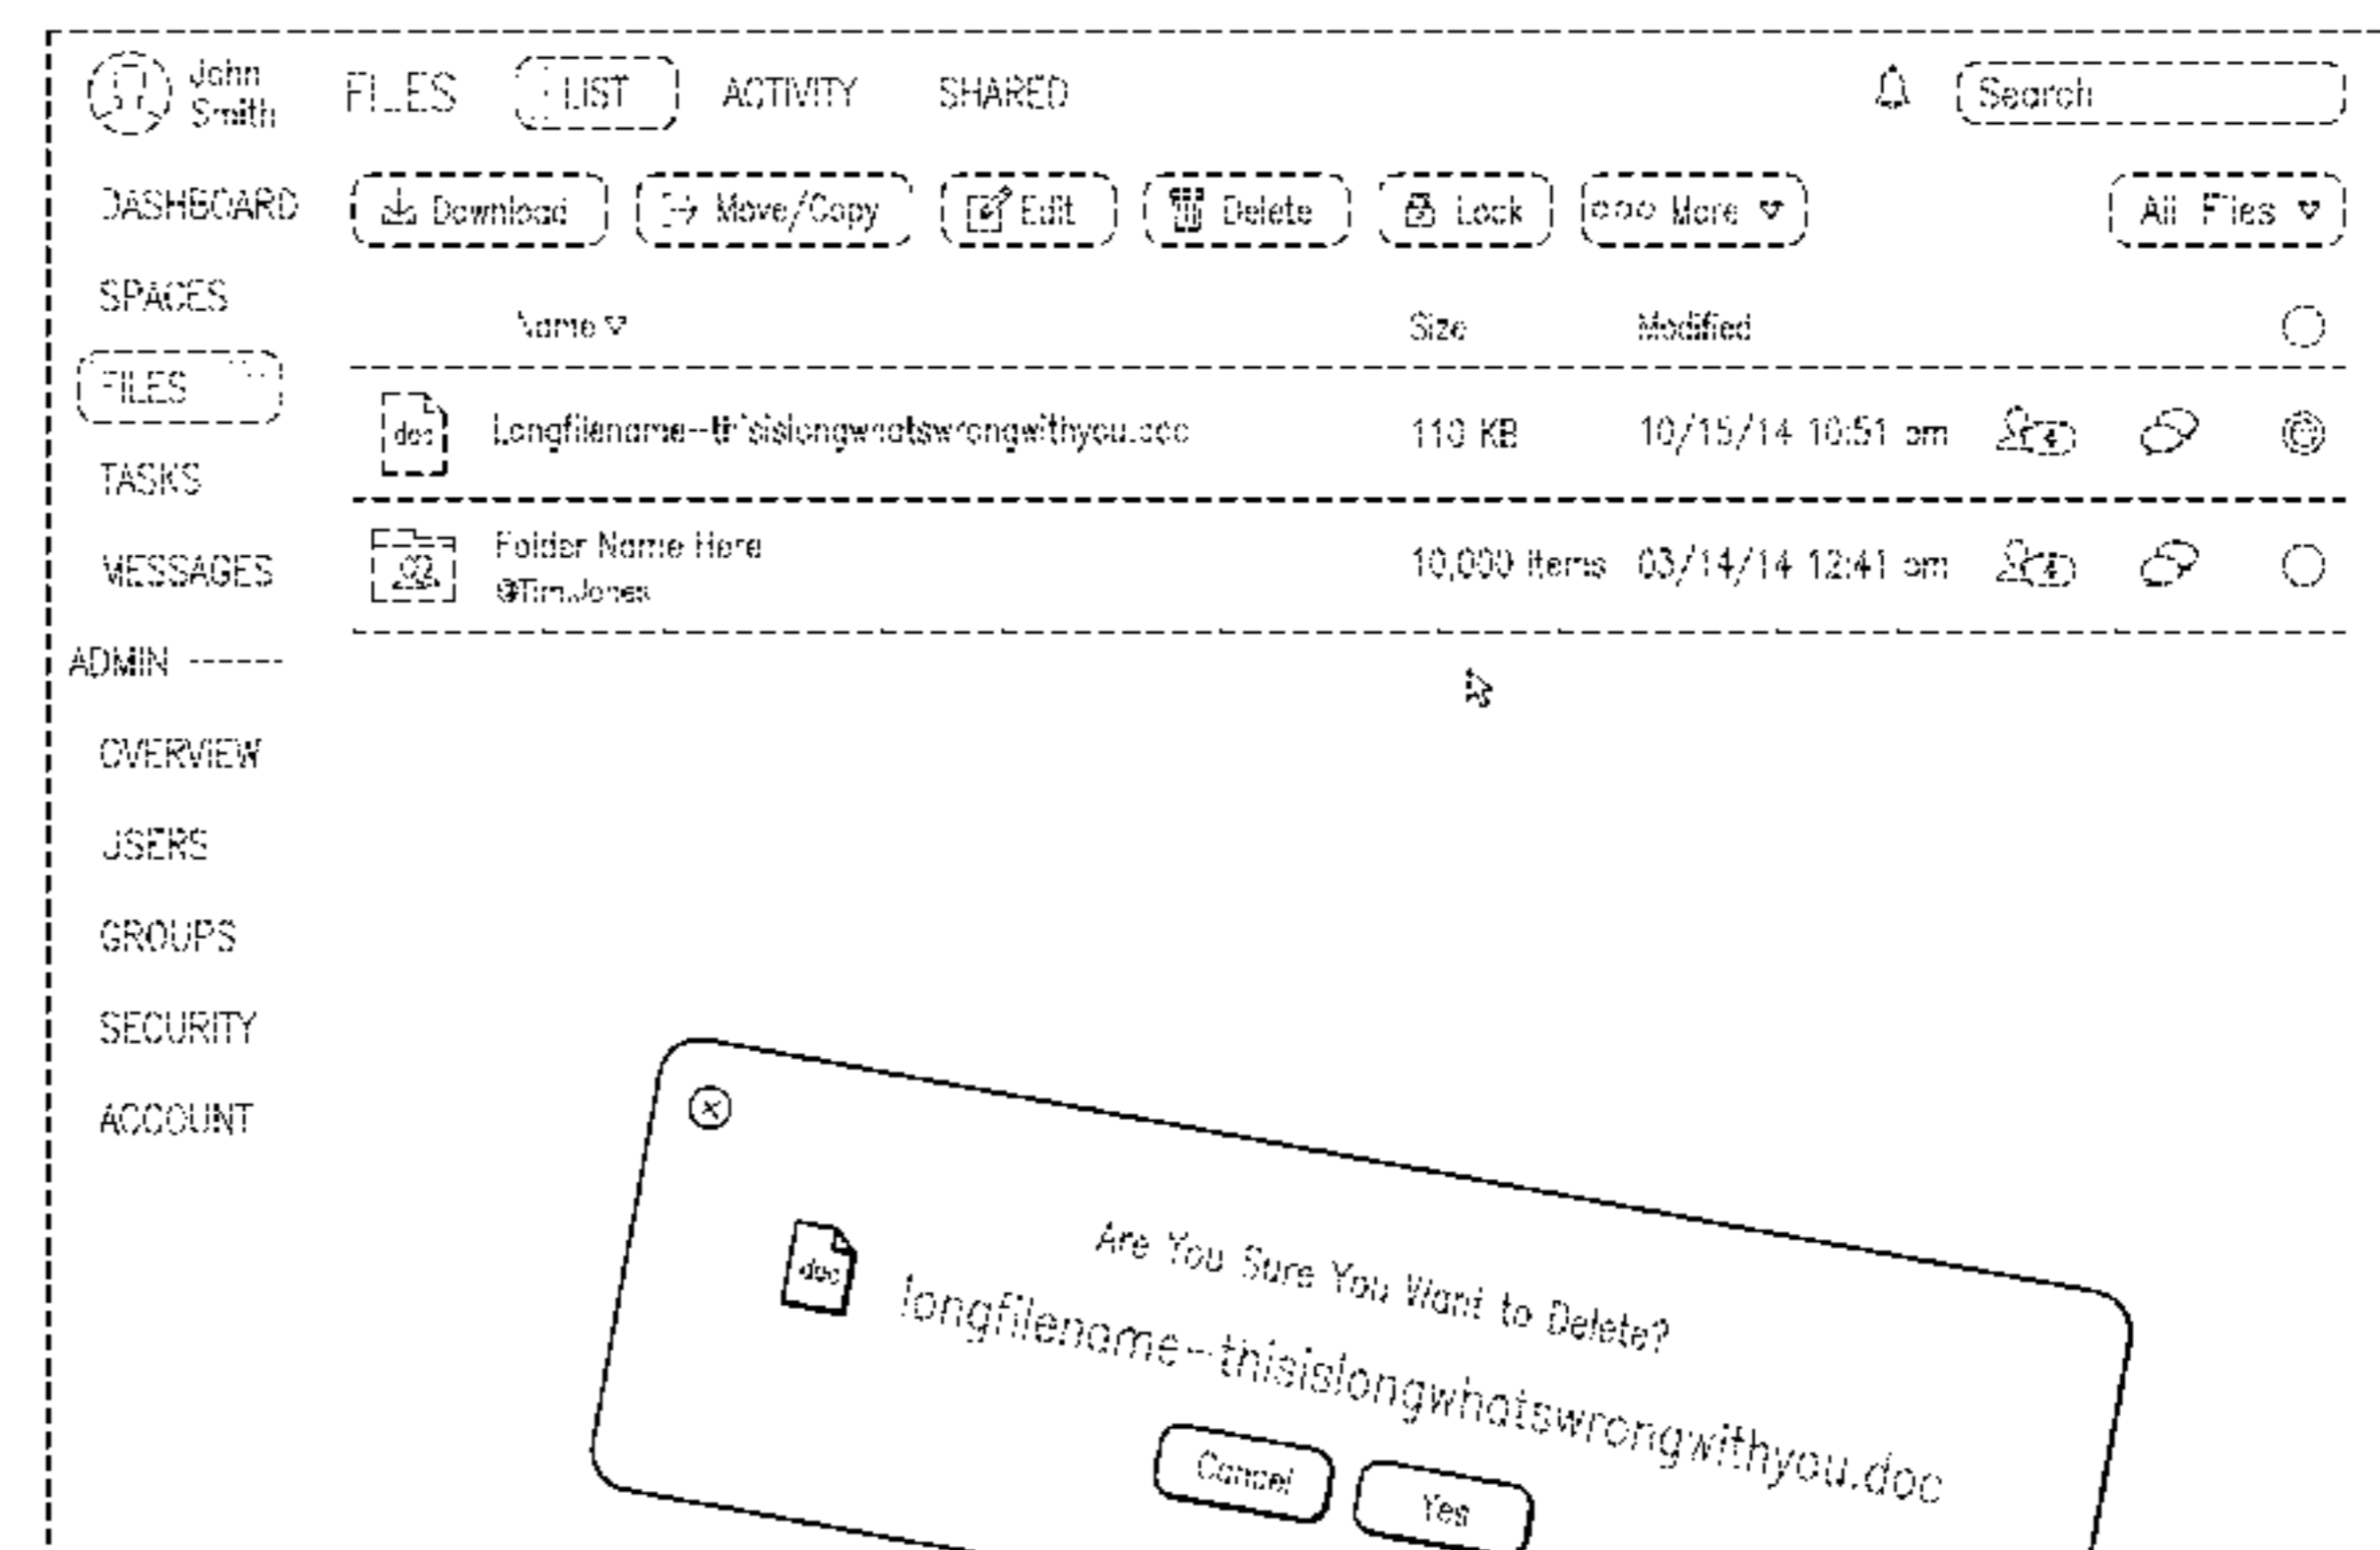 John
Smith
FILES LIST ACTIVITY SHARED Search
DASHBOARD
Download Move/Copy Edit Delete Lock More All Files
SPACES
Name Size Modified
FILES
doc Longfilename--thisislongwhatswrongwithyou.doc 110 KB 10/15/14 10:51 am
TASKS
Folder Name Here 10,000 items 03/14/14 12:41 am
@TimJones
MESSAGES
ADMIN
OVERVIEW
USERS
GROUPS
SECURITY
ACCOUNT
Are You Sure You Want to Delete?
doc longfilename--thisislongwhatswrongwithyou.doc
Cancel Yes